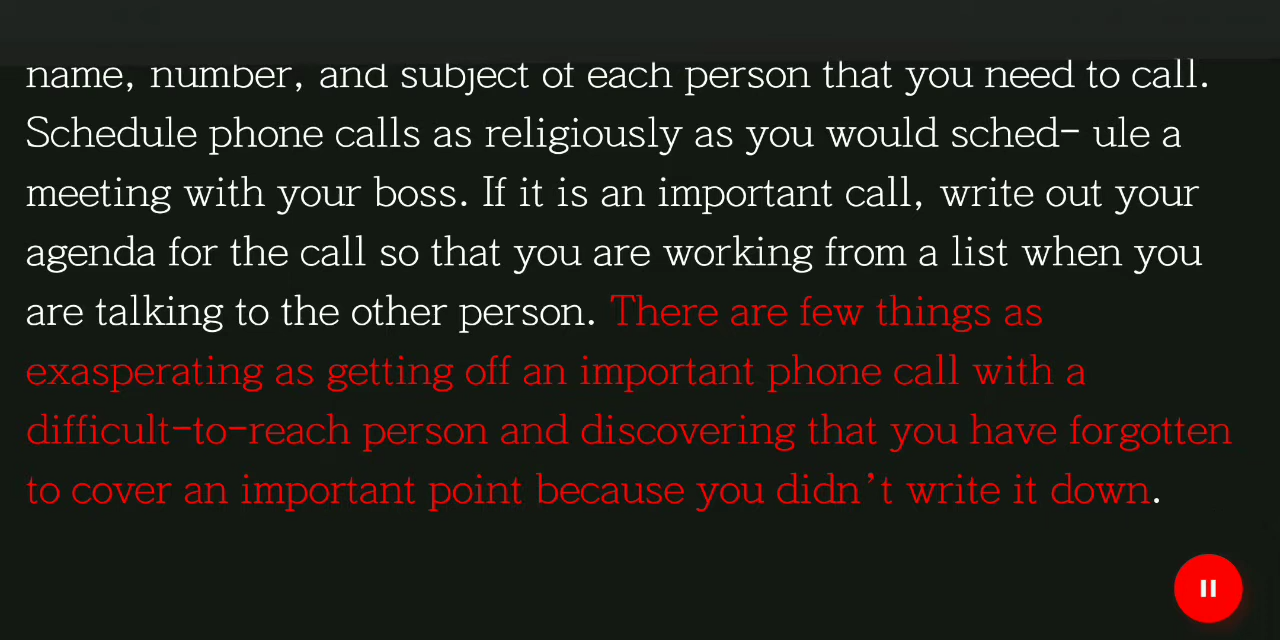 name, number, and subject of each person that you need to call.
Schedule phone calls as religiously as you would sched- ule a
meeting with your boss. If it is an important call, write out your
agenda for the call so that you are working from a list when you
are talking to the other person. There are few things as
exasperating as getting off an important phone call with a
difficult-to-reach person and discovering that you have forgotten
to cover an important point because you didn’t write it down.